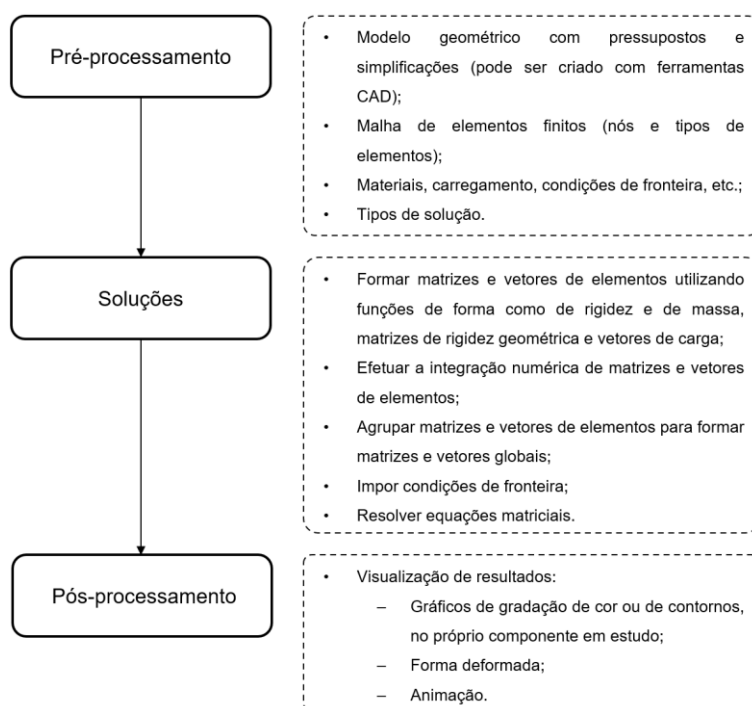 Pré-processamento
• Modelo geométrico com pressupostos e
simplificações (pode ser criado com ferramentas
CAD);
• Malha de elementos finitos (nós e tipos de
elementos);
• Materiais, carregamento, condições de fronteira, etc.;
• Tipos de solução.
Soluções
• Formar matrizes e vetores de elementos utilizando
funções de forma como de rigidez e de massa,
matrizes de rigidez geométrica e vetores de carga;
• Efetuar a integração numérica de matrizes e vetores
de elementos;
• Agrupar matrizes e vetores de elementos para formar
matrizes e vetores globais;
• Impor condições de fronteira;
• Resolver equações matriciais.
Pós-processamento
• Visualização de resultados:
– Gráficos de gradação de cor ou de contornos,
no próprio componente em estudo;
– Forma deformada;
– Animação.